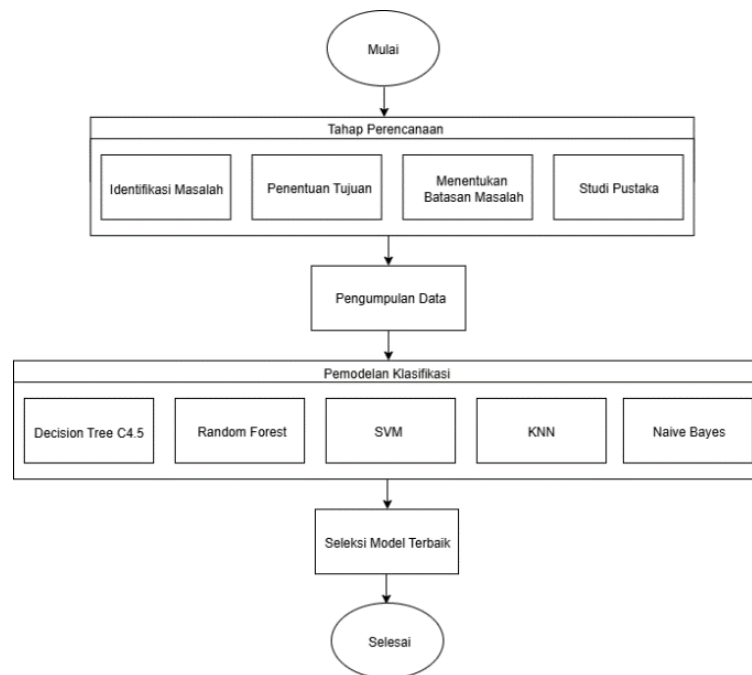 Mulai
Tahap Perencanaan
Identifikasi Masalah
Penentuan Tujuan
Menentukan
Batasan Masalah
Studi Pustaka
Pengumpulan Data
Pemodelan Klasifikasi
Decision Tree C4.5
Random Forest
SVM
KNN
Naive Bayes
Seleksi Model Terbaik
Selesai